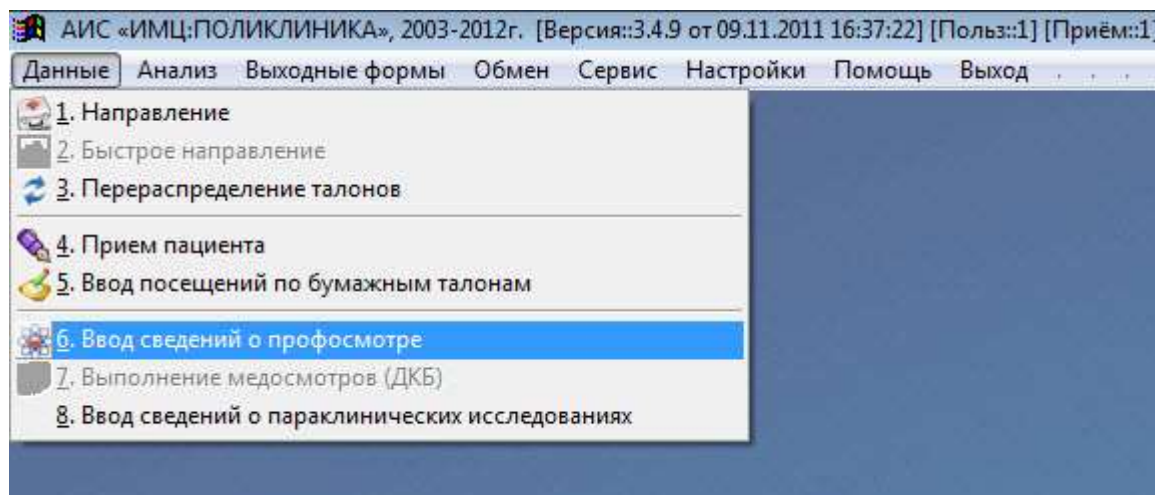 АИС «ИМЦ:ПОЛИКЛИНИКА», 2003-2012г. [Версия::3.4.9 от 09.11.2011 16:37:22] [Польз::1] [Приём::1]
Данные Анализ Выходные формы Обмен Сервис Настройки Помощь Выход . . .
1. Направление
2. Быстрое направление
3. Перераспределение талонов
4. Прием пациента
5. Ввод посещений по бумажным талонам
6. Ввод сведений о профосмотре
7. Выполнение медосмотров (ДКБ)
8. Ввод сведений о параклинических исследованиях